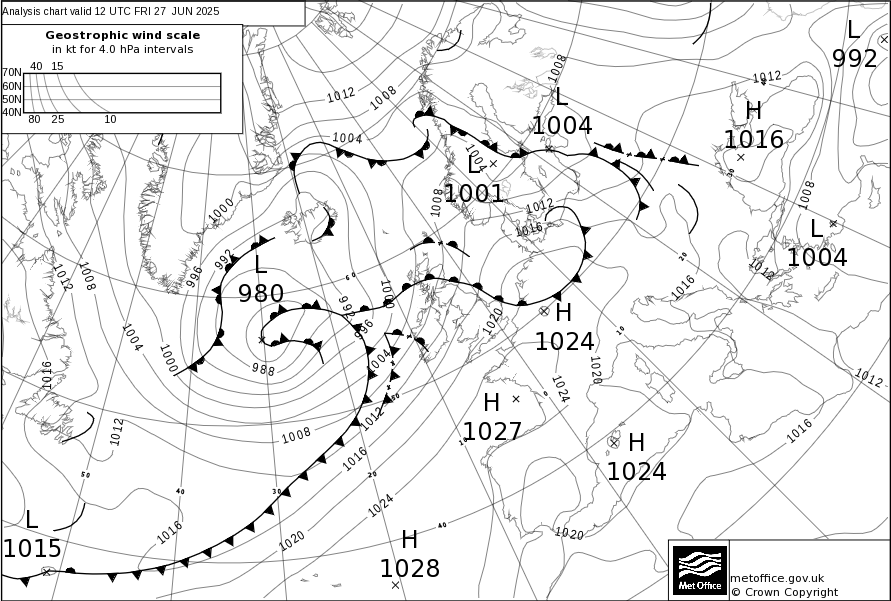 Analysis chart valid 12 UTC FRI 27 JUN 2025
Geostrophic wind scale
in kt for 4.0 hPa intervals
40 15
70N
60N
50N
40N
80 25 10
L
992
1008
1012
1012
1008
L
1004
H
1016
1004
1004
L
1001
1008
1000
1012
1016
1008
L
1004
992
996
L
980
1012
1008
60
1000
992
996
20
1016
1012
1020
H
1024
10
1004
1000
988
1004
1020
1016
1024
0
H
1027
1012
50
1012
1008
1012
1016
H
1024
10
1016
20
50
40
30
1024
40
L
1015
1016
1020
1020
H
1028
Met Office
metoffice.gov.uk
© Crown Copyright